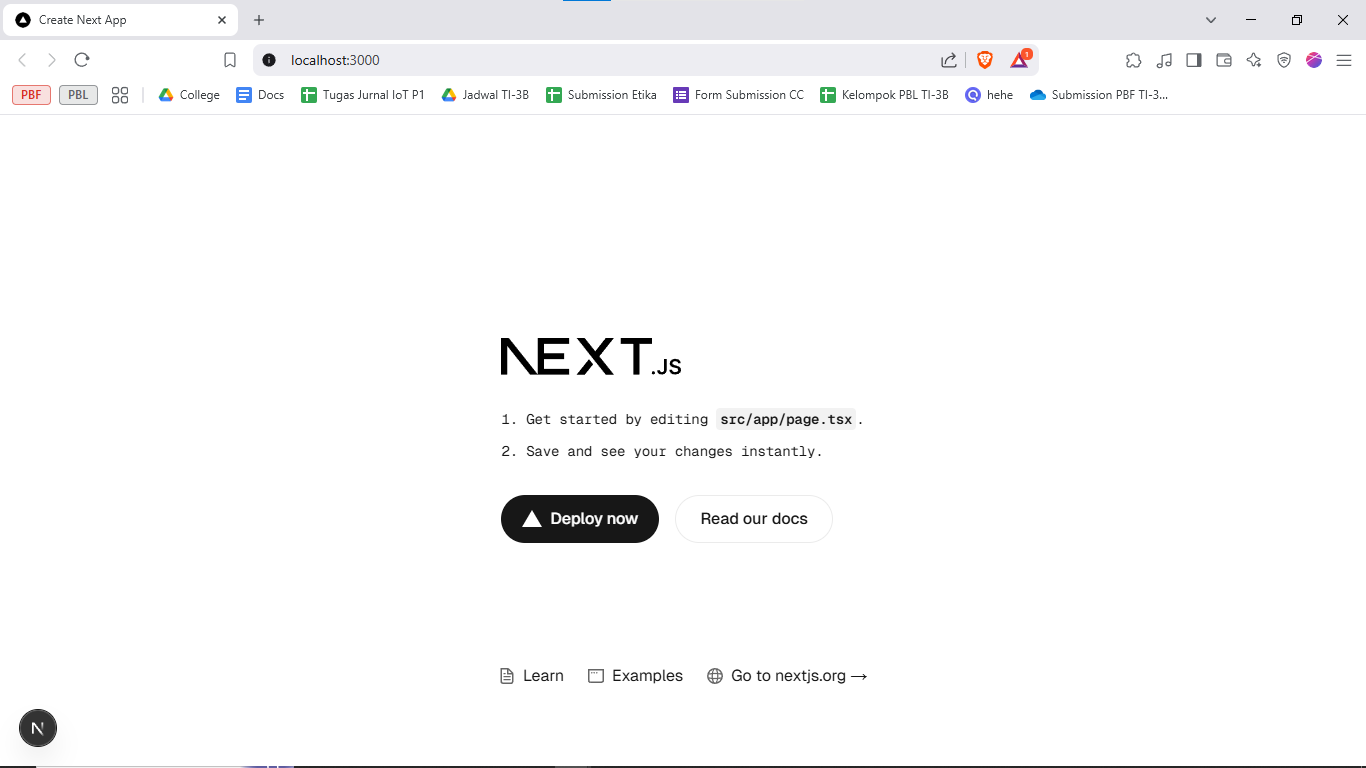 Create Next App
localhost:3000
1
PBF PBL College Docs Tugas Jurnal IoT P1 Jadwal TI-3B Submission Etika Form Submission CC Kelompok PBL TI-3B hehe Submission PBF TI-3...
NEXT.JS
1. Get started by editing src/app/page.tsx.
2. Save and see your changes instantly.
Deploy now Read our docs
Learn Examples Go to nextjs.org →
N